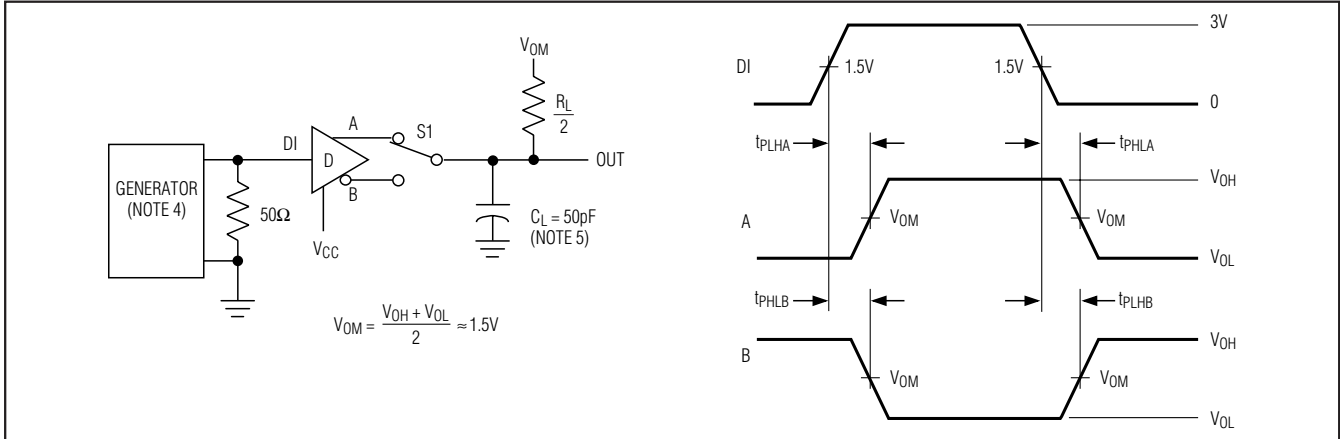 GENERATOR
(NOTE 4)
50Ω
DI
D
A
B
VCC
S1
VOM
RL
2
OUT
CL = 50pF
(NOTE 5)
VOM = VOH + VOL / 2 ≈ 1.5V
DI
1.5V
1.5V
3V
0
tPLHA
tPHLA
A
VOM
VOM
VOH
VOL
tPHLB
tPLHB
B
VOM
VOM
VOH
VOL